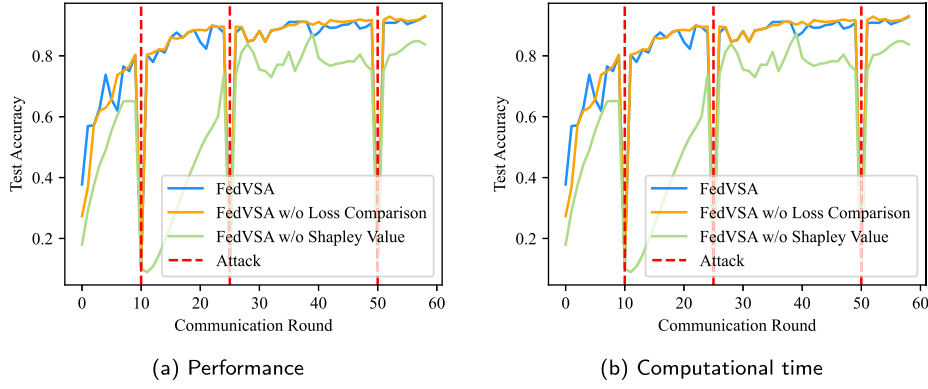 Test Accuracy
0.8
0.6
0.4
0.2
FedVSA
FedVSA w/o Loss Comparison
FedVSA w/o Shapley Value
Attack
0 10 20 30 40 50 60
Communication Round
(a) Performance
Test Accuracy
0.8
0.6
0.4
0.2
FedVSA
FedVSA w/o Loss Comparison
FedVSA w/o Shapley Value
Attack
0 10 20 30 40 50 60
Communication Round
(b) Computational time